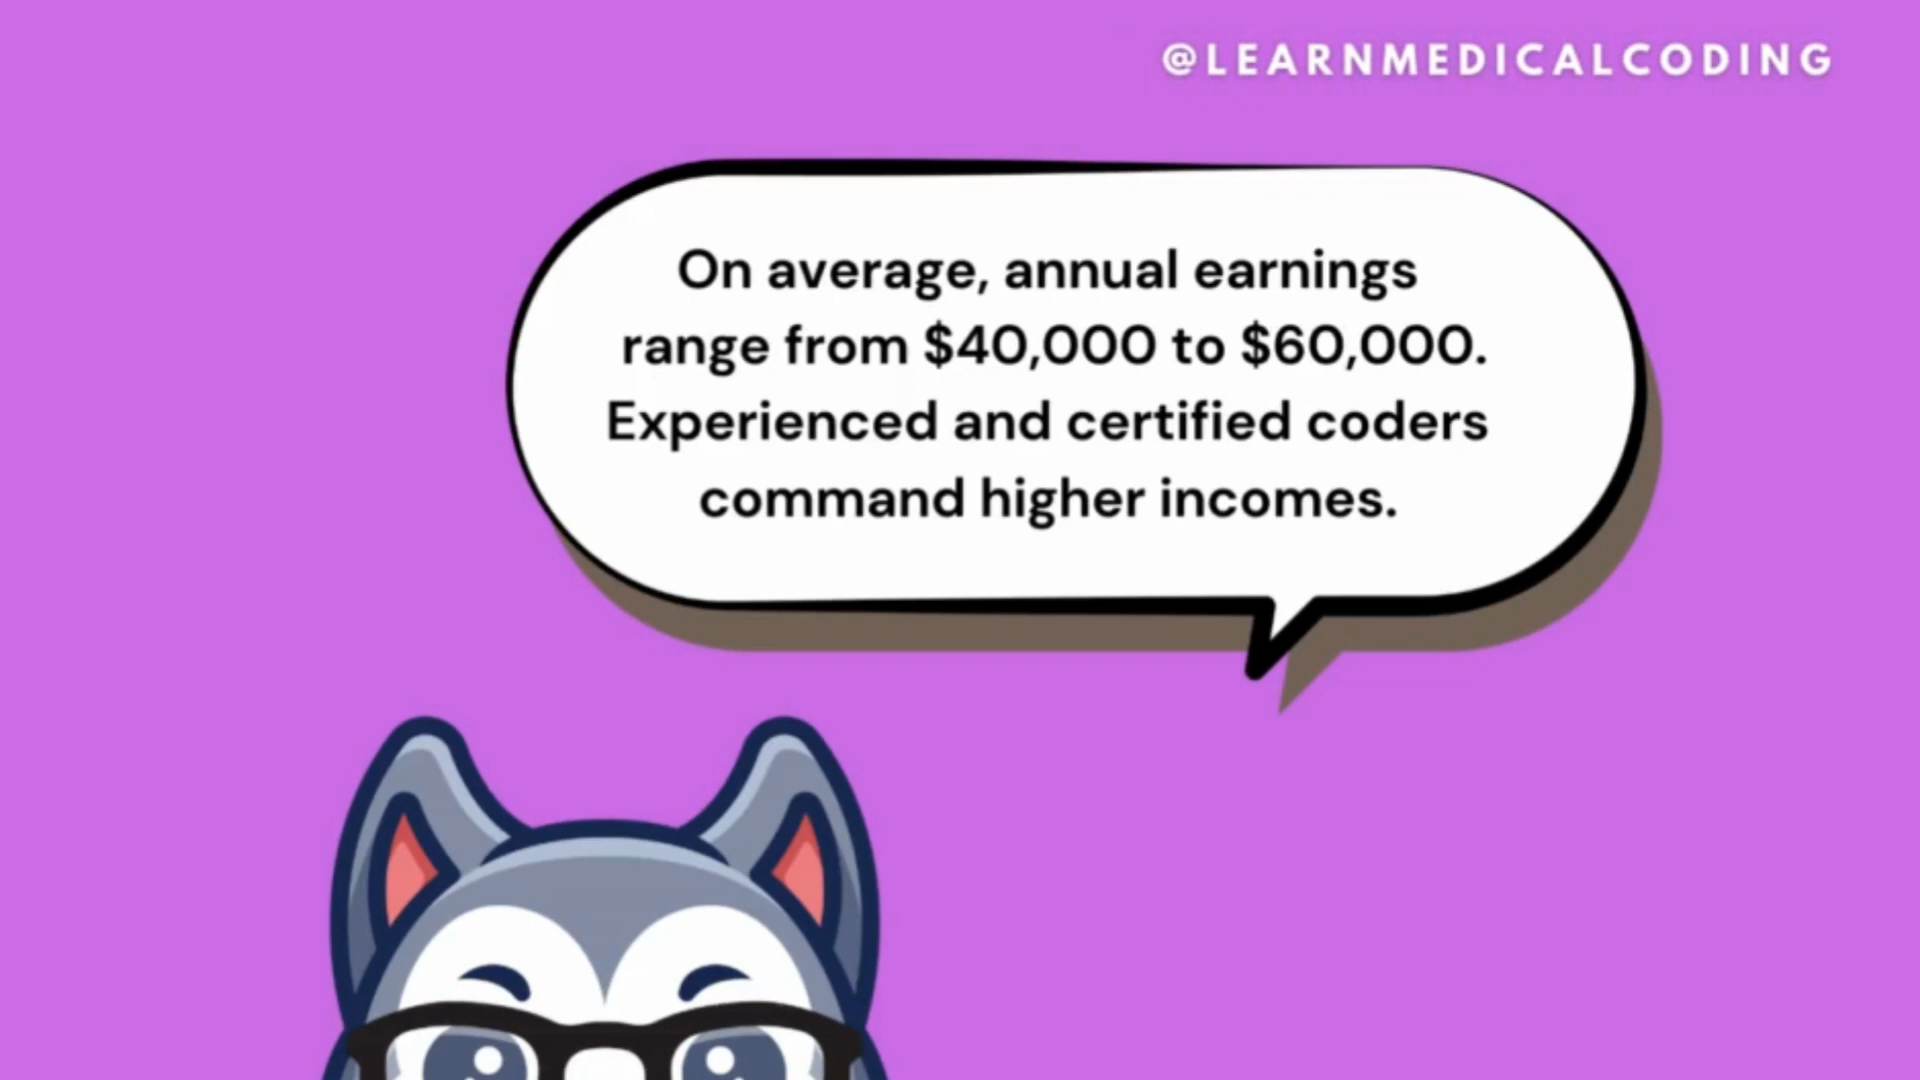 @LEARNMEDICALCODING
On average, annual earnings
range from $40,000 to $60,000.
Experienced and certified coders
command higher incomes.